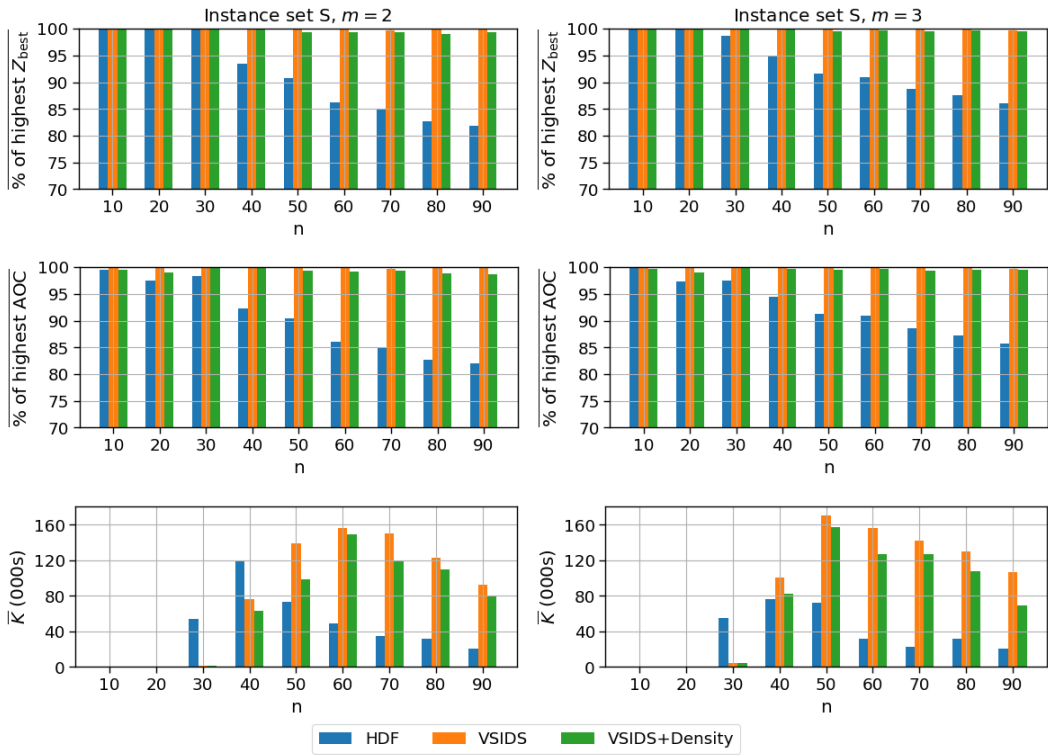 Instance set S, m = 2
% of highest Z_best
100
95
90
85
80
75
70
10 20 30 40 50 60 70 80 90
n
Instance set S, m = 3
% of highest Z_best
100
95
90
85
80
75
70
10 20 30 40 50 60 70 80 90
n
% of highest AOC
100
95
90
85
80
75
70
10 20 30 40 50 60 70 80 90
n
% of highest AOC
100
95
90
85
80
75
70
10 20 30 40 50 60 70 80 90
n
K̅ (000s)
160
120
80
40
0
10 20 30 40 50 60 70 80 90
n
K̅ (000s)
160
120
80
40
0
10 20 30 40 50 60 70 80 90
n
HDF VSIDS VSIDS+Density